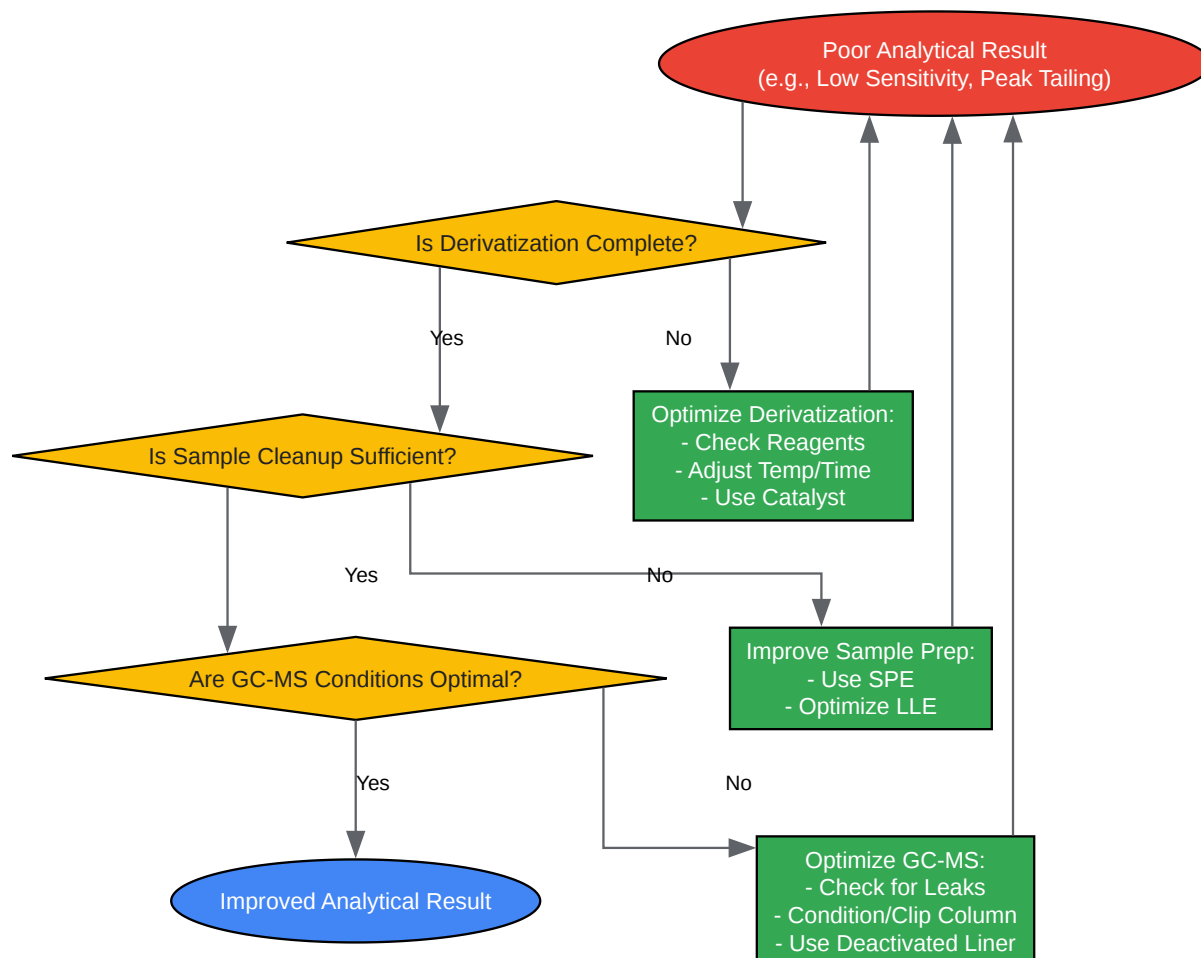 Poor Analytical Result
(e.g., Low Sensitivity, Peak Tailing)
Is Derivatization Complete?
Yes
No
Optimize Derivatization:
- Check Reagents
- Adjust Temp/Time
- Use Catalyst
Is Sample Cleanup Sufficient?
Yes
No
Improve Sample Prep:
- Use SPE
- Optimize LLE
Are GC-MS Conditions Optimal?
Yes
No
Optimize GC-MS:
- Check for Leaks
- Condition/Clip Column
- Use Deactivated Liner
Improved Analytical Result